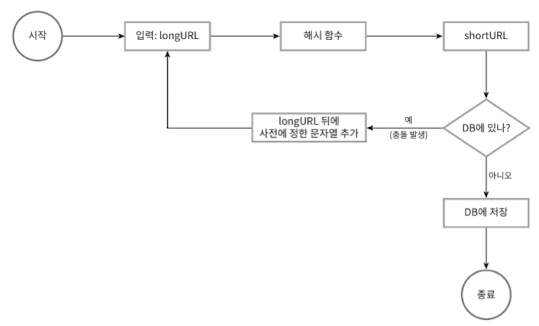 시작
입력: longURL
해시 함수
shortURL
DB에 있나?
예
(충돌 발생)
longURL 뒤에
사전에 정한 문자열 추가
아니오
DB에 저장
종료